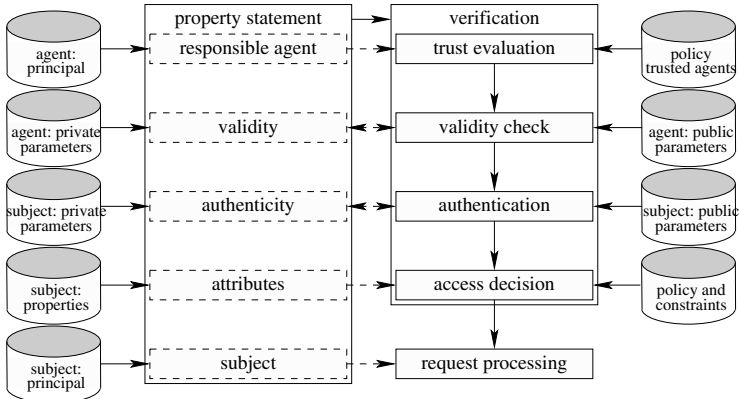 property statement
verification
agent:
principal
responsible agent
trust evaluation
policy
trusted agents
agent: private
parameters
validity
validity check
agent: public
parameters
subject: private
parameters
authenticity
authentication
subject: public
parameters
subject:
properties
attributes
access decision
policy and
constraints
subject:
principal
subject
request processing